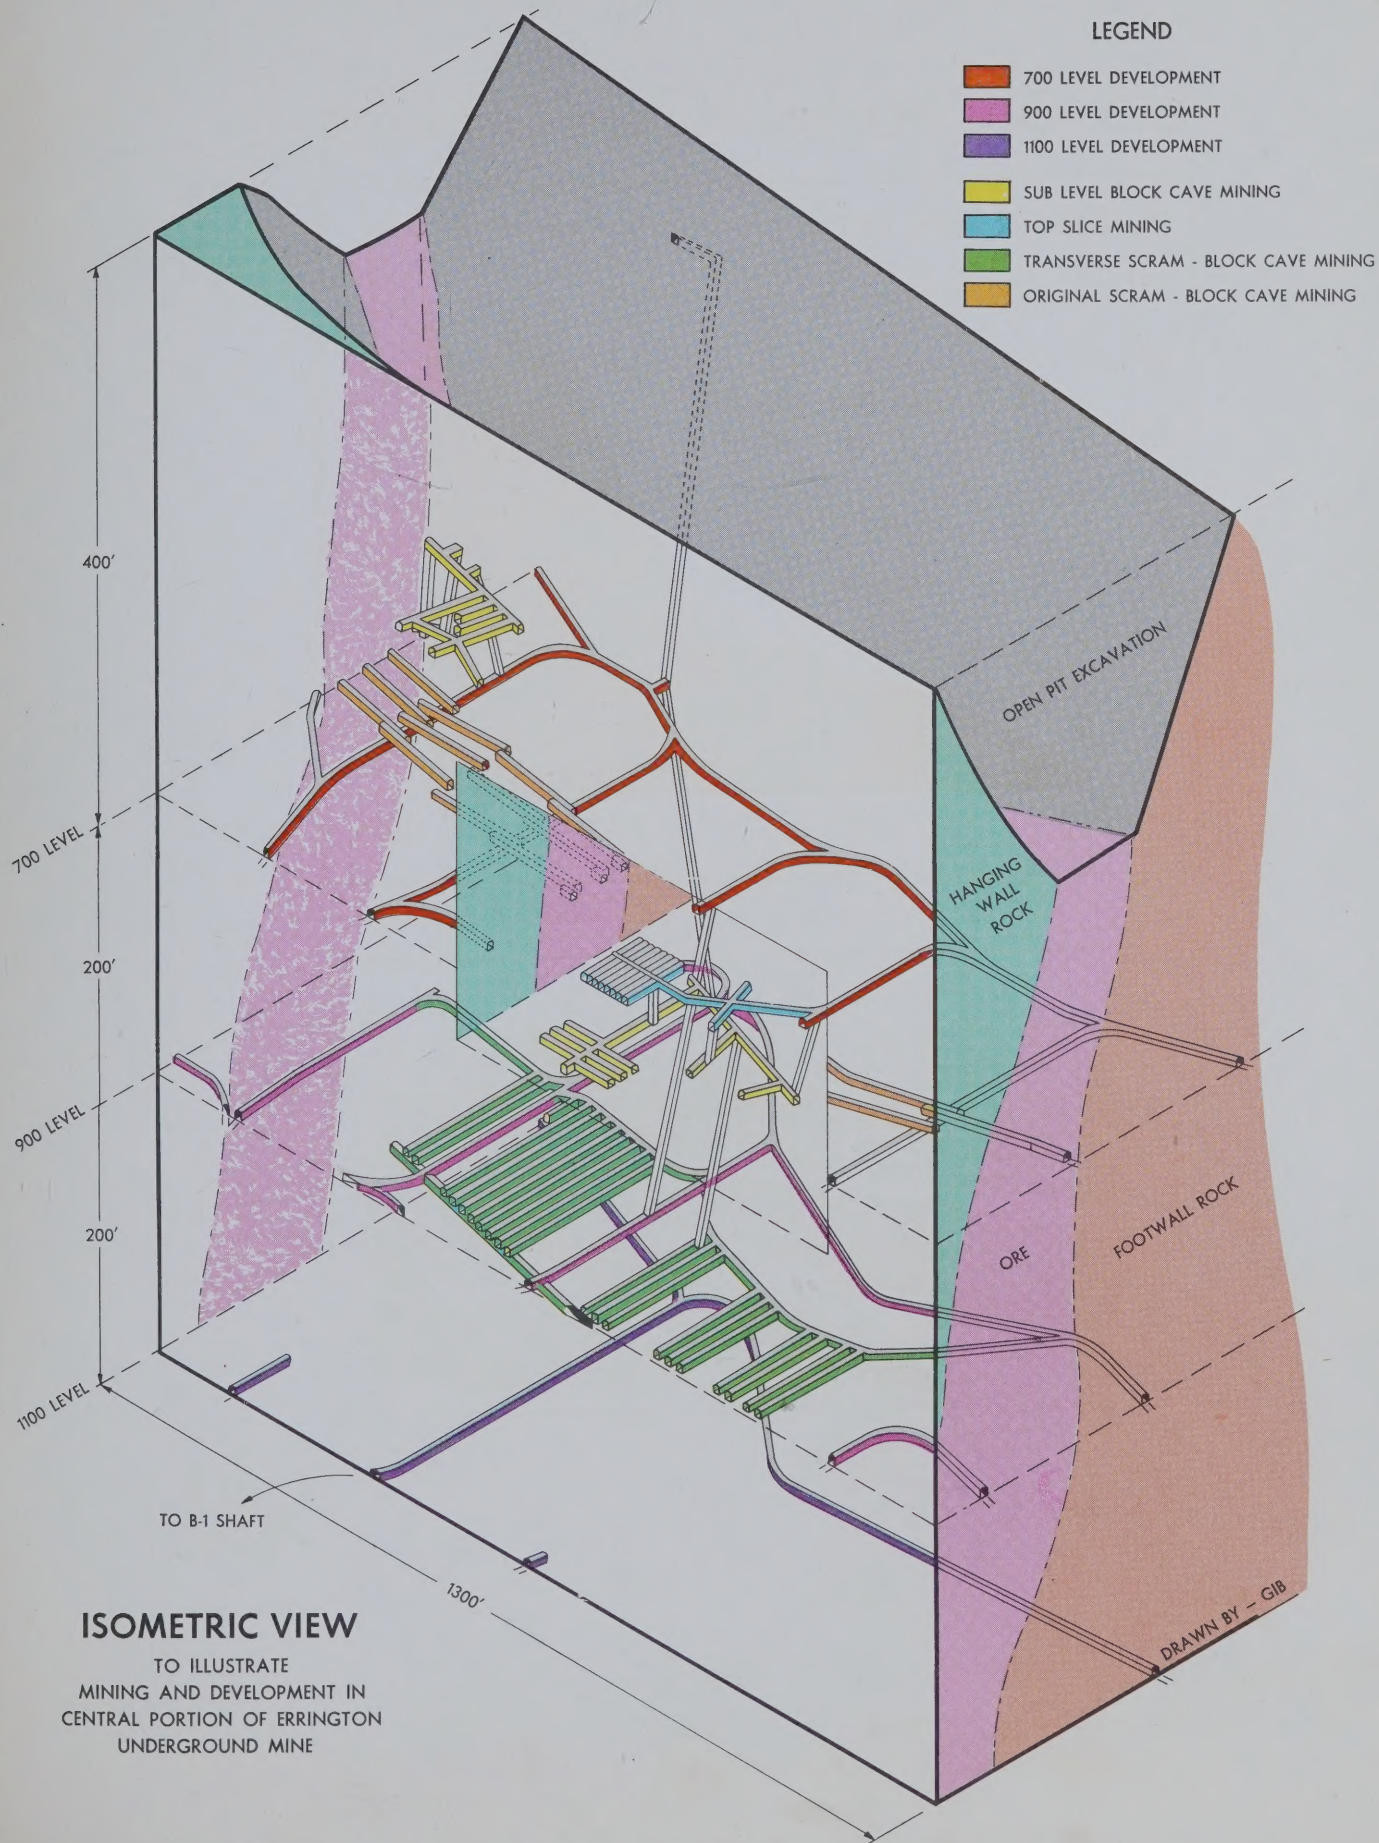 LEGEND
700 LEVEL DEVELOPMENT
900 LEVEL DEVELOPMENT
1100 LEVEL DEVELOPMENT
SUB LEVEL BLOCK CAVE MINING
TOP SLICE MINING
TRANSVERSE SCRAM - BLOCK CAVE MINING
ORIGINAL SCRAM - BLOCK CAVE MINING
400'
OPEN PIT EXCAVATION
700 LEVEL
HANGING
WALL
ROCK
200'
900 LEVEL
200'
ORE
FOOTWALL ROCK
1100 LEVEL
TO B-1 SHAFT
1300'
DRAWN BY - GIB
ISOMETRIC VIEW
TO ILLUSTRATE
MINING AND DEVELOPMENT IN
CENTRAL PORTION OF ERRINGTON
UNDERGROUND MINE